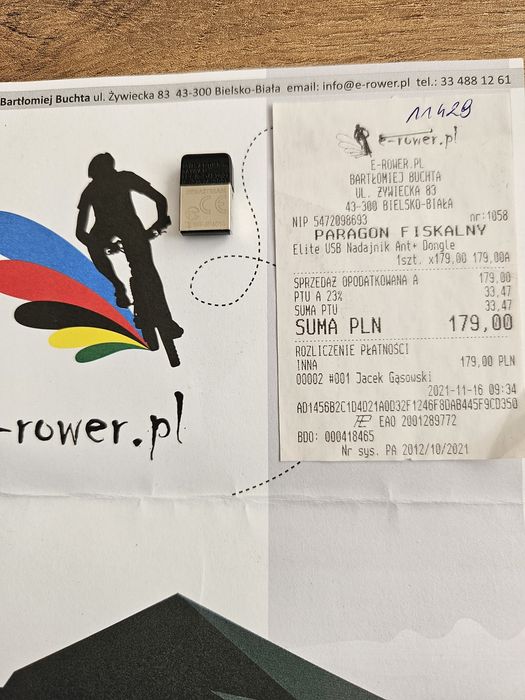 Bartłomiej Buchta ul. Żywiecka 83 43-300 Bielsko-Biała email: info@e-rower.pl tel.: 33 488 12 61
-rower.pl
11429
e-rower.pl
E-ROWER.PL
BARTŁOMIEJ BUCHTA
UL. ŻYWIECKA 83
43-300 BIELSKO-BIAŁA
NIP 5472098693 nr:1058
PARAGON FISKALNY
Elite USB Nadajnik Ant+ Dongle
1szt. x179,00 179,00A
SPRZEDAŻ OPODATKOWANA A 179,00
PTU A 23% 33,47
SUMA PTU 33,47
SUMA PLN 179,00
ROZLICZENIE PŁATNOŚCI
INNA 179,00 PLN
00002 #001 Jacek Gąsowski
2021-11-16 09:34
AD1456B2C1D4D21A0D32F1246F8DAB445F9CD350
EAO 2001289772
BDO: 000418465
Nr sys. PA 2012/10/2021